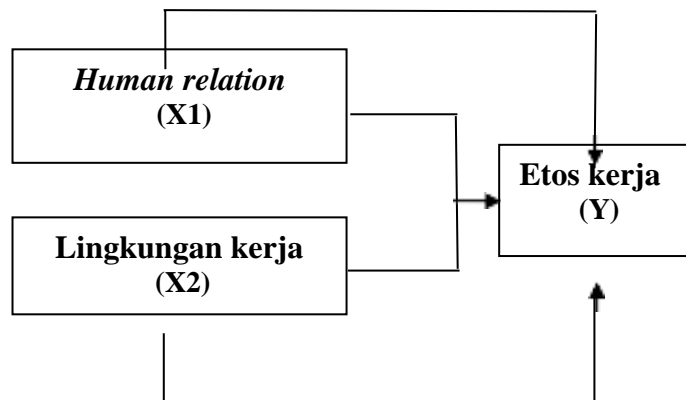 Human relation
(X1)
Etos kerja
(Y)
Lingkungan kerja
(X2)